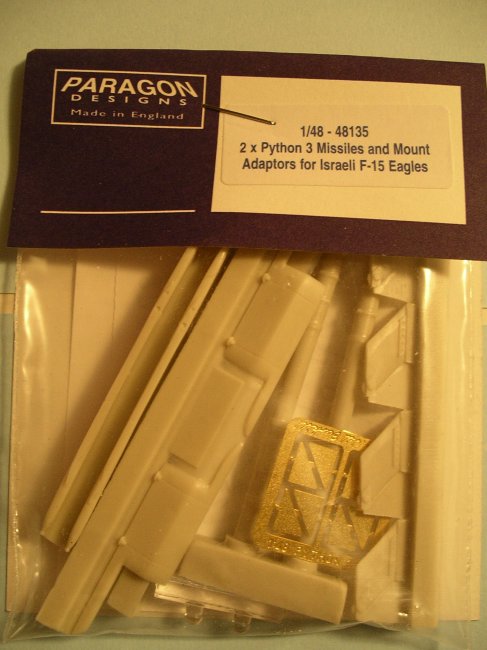 PARAGON
DESIGNS
Made in England
1/48 - 48135
2 x Python 3 Missiles and Mount
Adaptors for Israeli F-15 Eagles